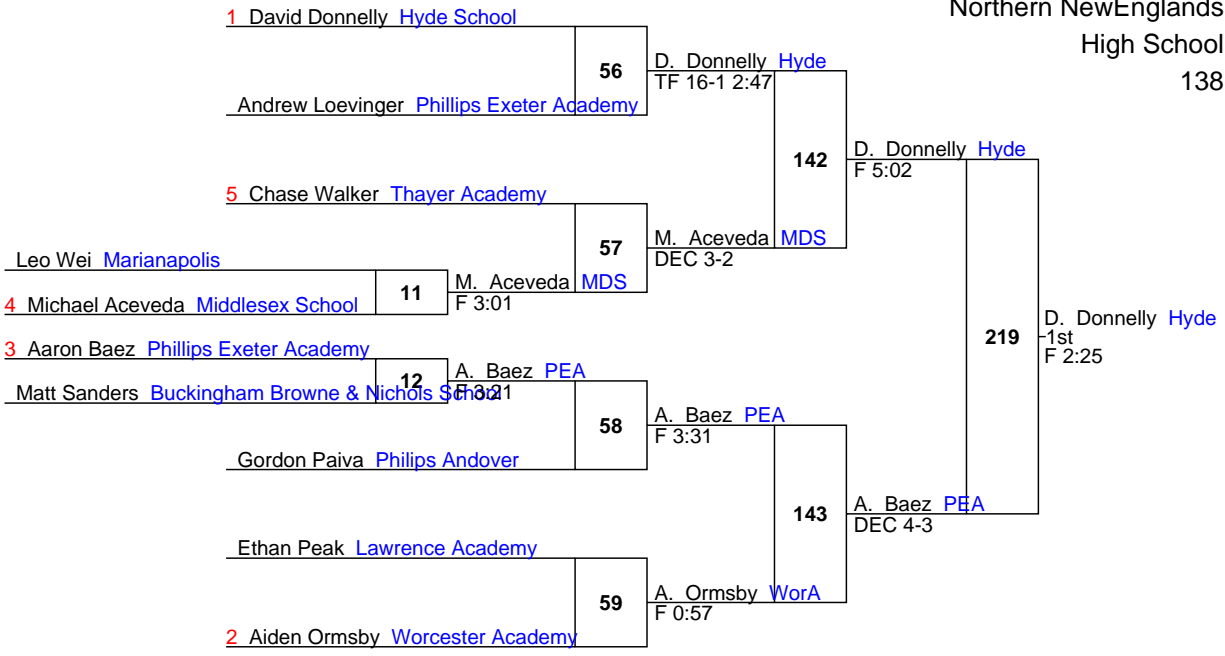 Northern NewEnglands
High School
138
1 David Donnelly Hyde School
56
D. Donnelly Hyde
TF 16-1 2:47
Andrew Loevinger Phillips Exeter Academy
142
D. Donnelly Hyde
F 5:02
5 Chase Walker Thayer Academy
57
M. Aceveda MDS
DEC 3-2
Leo Wei Marianapolis
11
M. Aceveda MDS
F 3:01
4 Michael Aceveda Middlesex School
219
D. Donnelly Hyde
1st
F 2:25
3 Aaron Baez Phillips Exeter Academy
12
A. Baez PEA
F 3:21
Matt Sanders Buckingham Browne & Nichols School
58
A. Baez PEA
F 3:31
Gordon Paiva Philips Andover
143
A. Baez PEA
DEC 4-3
Ethan Peak Lawrence Academy
59
A. Ormsby WorA
F 0:57
2 Aiden Ormsby Worcester Academy